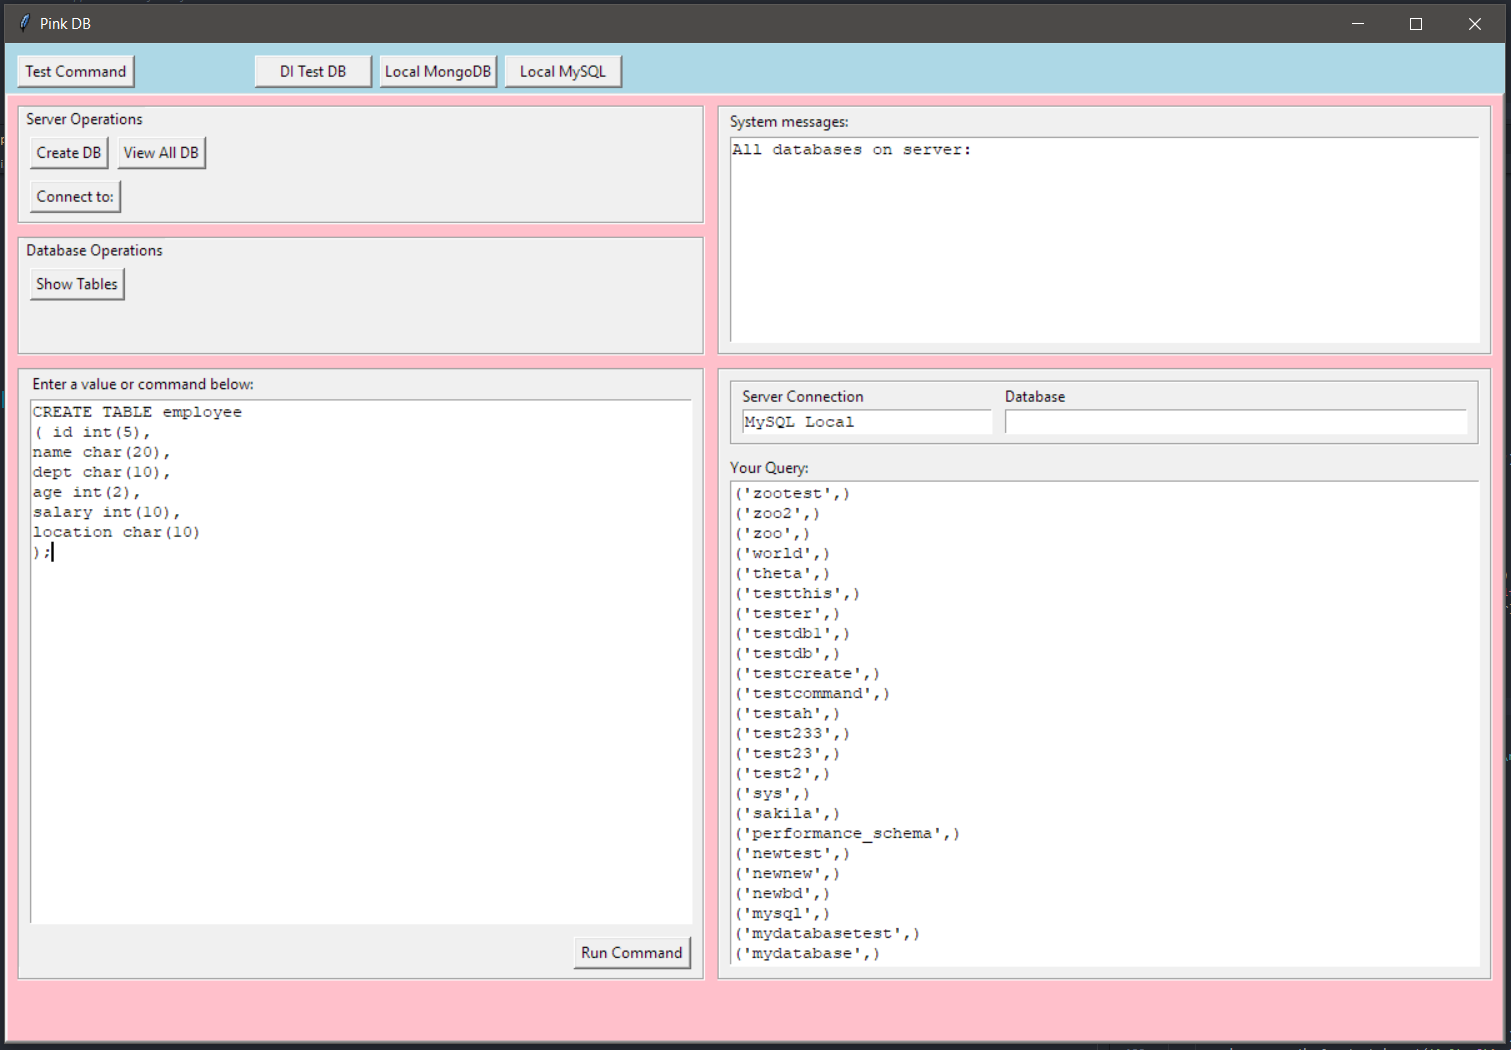 Pink DB
Test Command
DI Test DB
Local MongoDB
Local MySQL
Server Operations
Create DB
View All DB
Connect to:
Database Operations
Show Tables
System messages:
All databases on server:
Enter a value or command below:
CREATE TABLE employee
( id int(5),
name char(20),
dept char(10),
age int(2),
salary int(10),
location char(10)
);
Run Command
Server Connection
Database
MySQL Local
Your Query:
('zootest',)
('zoo2',)
('zoo',)
('world',)
('theta',)
('testthis',)
('tester',)
('testdb1',)
('testdb',)
('testcreate',)
('testcommand',)
('testah',)
('test233',)
('test23',)
('test2',)
('sys',)
('sakila',)
('performance_schema',)
('newtest',)
('newnew',)
('newbd',)
('mysql',)
('mydatabasetest',)
('mydatabase',)